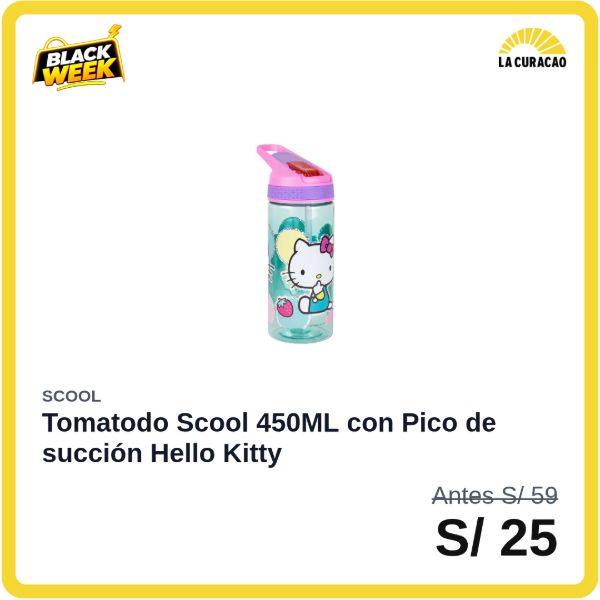 BLACK
WEEK
LA CURACAO
SCOOL
Tomatodo Scool 450ML con Pico de
succión Hello Kitty
Antes S/ 59
S/ 25